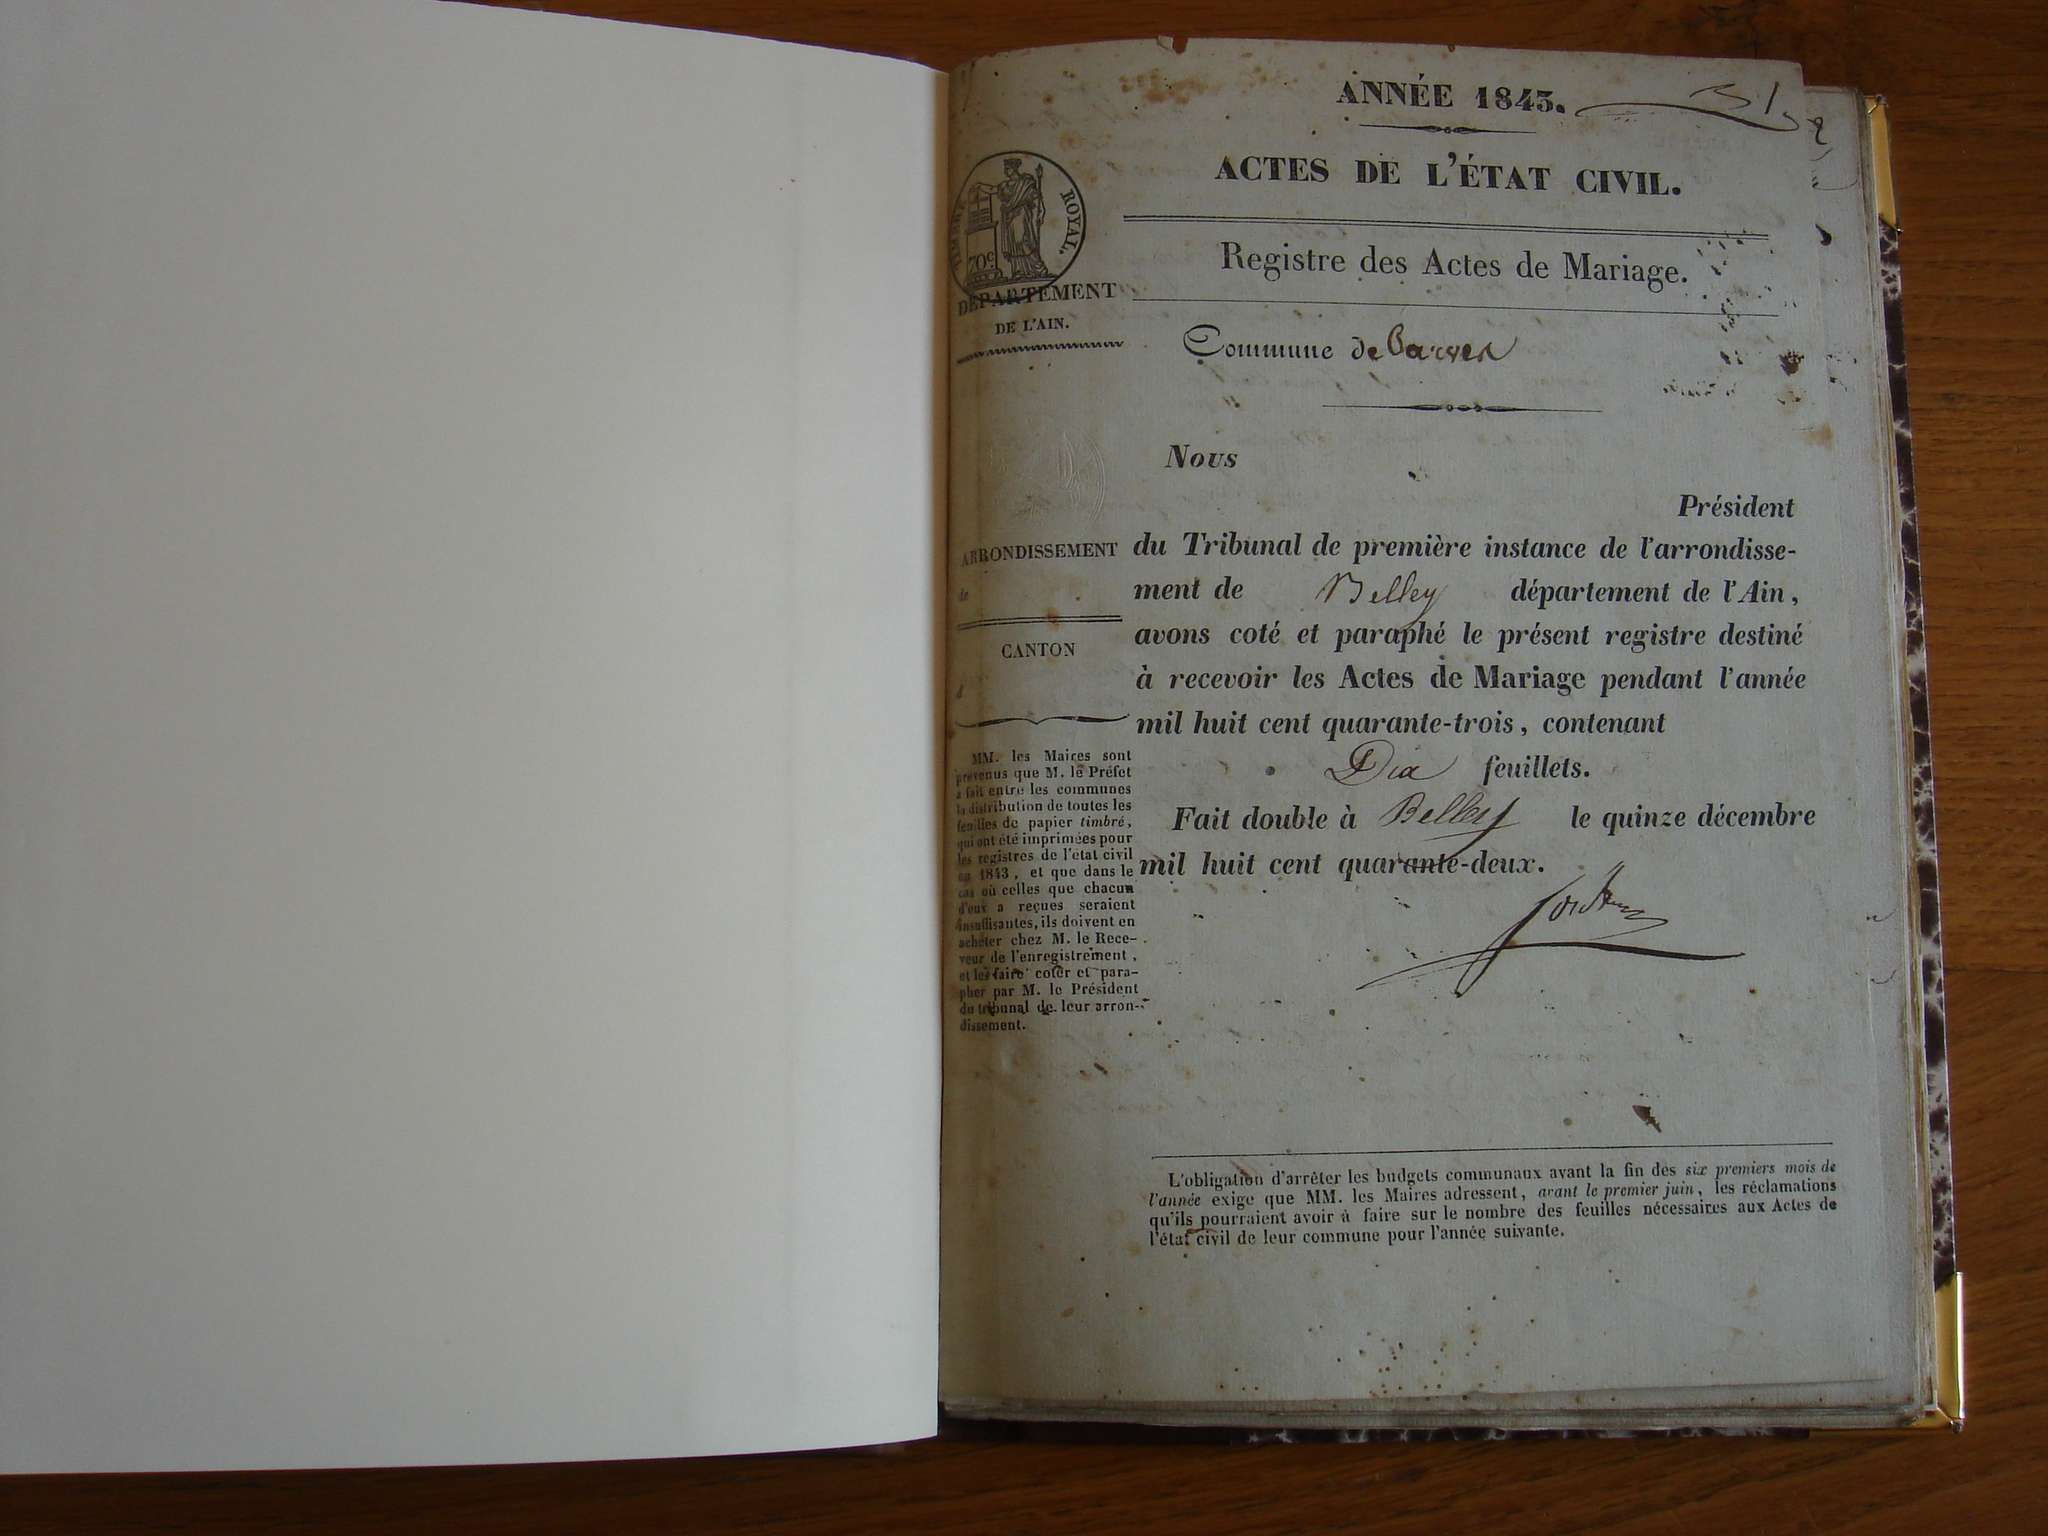 ANNÉE 1843.
ACTES DE L'ÉTAT CIVIL.
TIMBRE ROYAL.
70c
Registre des Actes de Mariage.
DÉPARTEMENT
DE L'AIN.
Commune de
Nous
Président
ARRONDISSEMENT
de
CANTON
d
du Tribunal de première instance de l'arrondisse-
ment de Belley département de l'Ain,
avons coté et paraphé le présent registre destiné
à recevoir les Actes de Mariage pendant l'année
mil huit cent quarante-trois, contenant
Dix feuillets.
Fait double à Belley le quinze décembre
mil huit cent quarante-deux.
MM. les Maires sont
prévenus que M. le Préfet
a fait entre les communes
la distribution de toutes les
feuilles de papier timbré,
qui ont été imprimées pour
les registres de l'état civil
en 1843, et que dans le
cas où celles que chacun
d'eux a reçues seraient
insuffisantes, ils doivent en
acheter chez M. le Rece-
veur de l'enregistrement,
et les faire coter et para-
pher par M. le Président
du tribunal de leur arron-
dissement.
L'obligation d'arrêter les budgets communaux avant la fin des six premiers mois de
l'année exige que MM. les Maires adressent, avant le premier juin, les réclamations
qu'ils pourraient avoir à faire sur le nombre des feuilles nécessaires aux Actes de
l'état civil de leur commune pour l'année suivante.